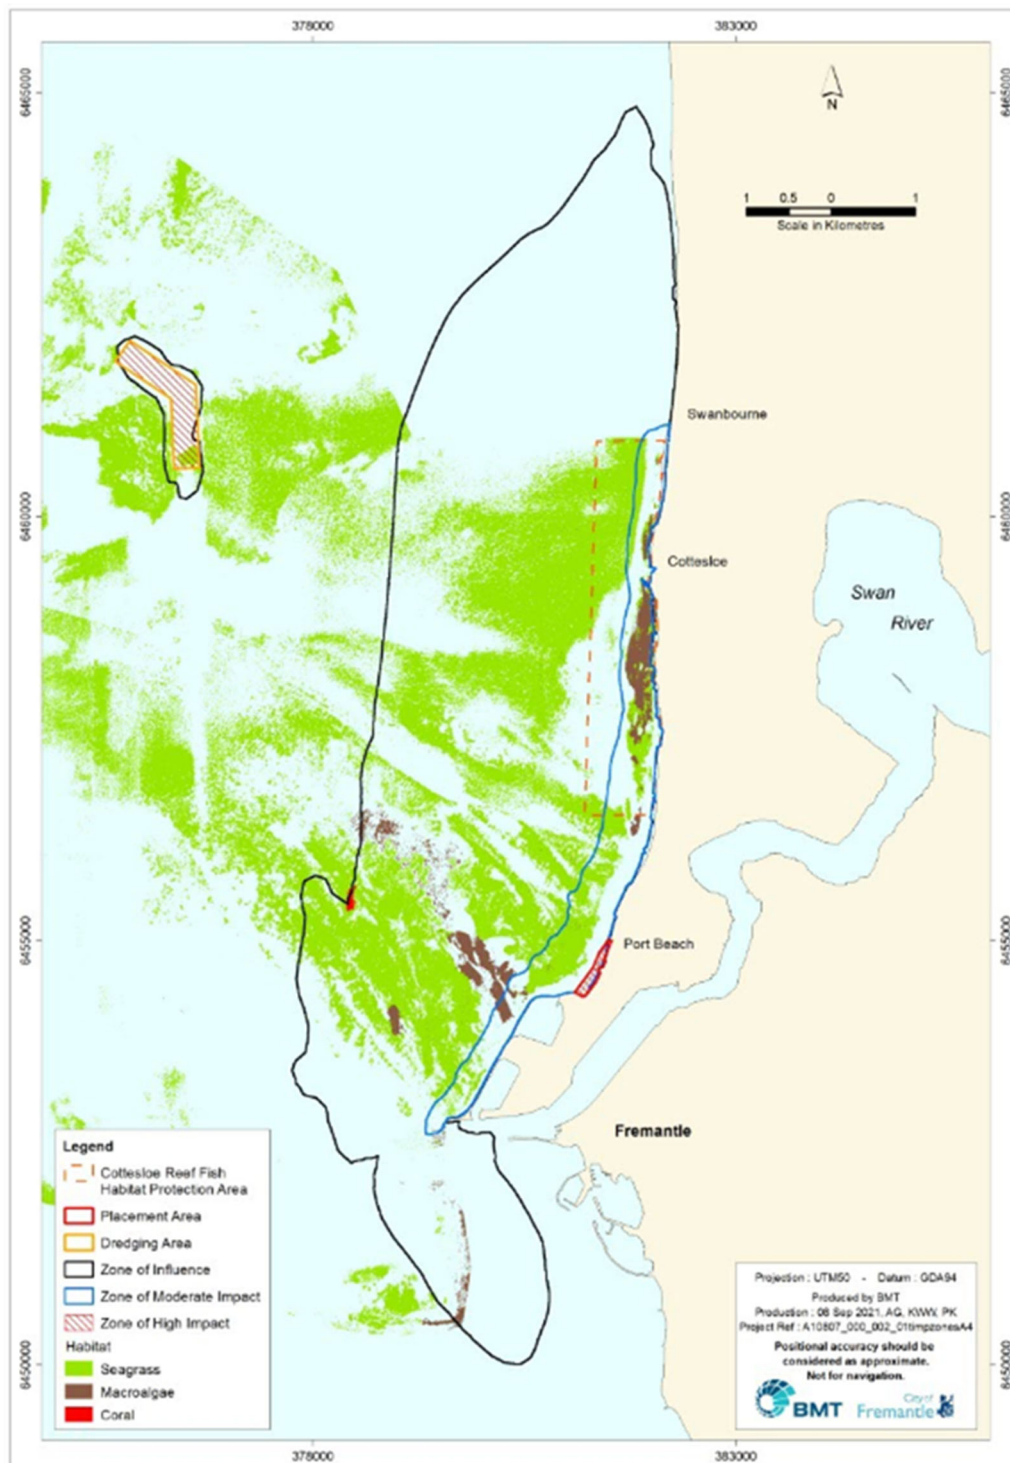 378000
383000
6465000
6465000
N
1 0.5 0 1
Scale in Kilometres
Swanbourne
6460000
6460000
Cottesloe
Swan
River
6455000
6455000
Port Beach
Fremantle
Legend
Cottesloe Reef Fish
Habitat Protection Area
Placement Area
Dredging Area
Zone of Influence
Zone of Moderate Impact
Zone of High Impact
Habitat
Seagrass
Macroalgae
Coral
Projection : UTM50 - Datum : GDA94
Produced by BMT
Production : 06 Sep 2021, AG, KWW, PK
Project Ref : A10807_000_002_01timpzonesA4
Positional accuracy should be
considered as approximate.
Not for navigation.
BMT
City of
Fremantle
6450000
6450000
378000
383000